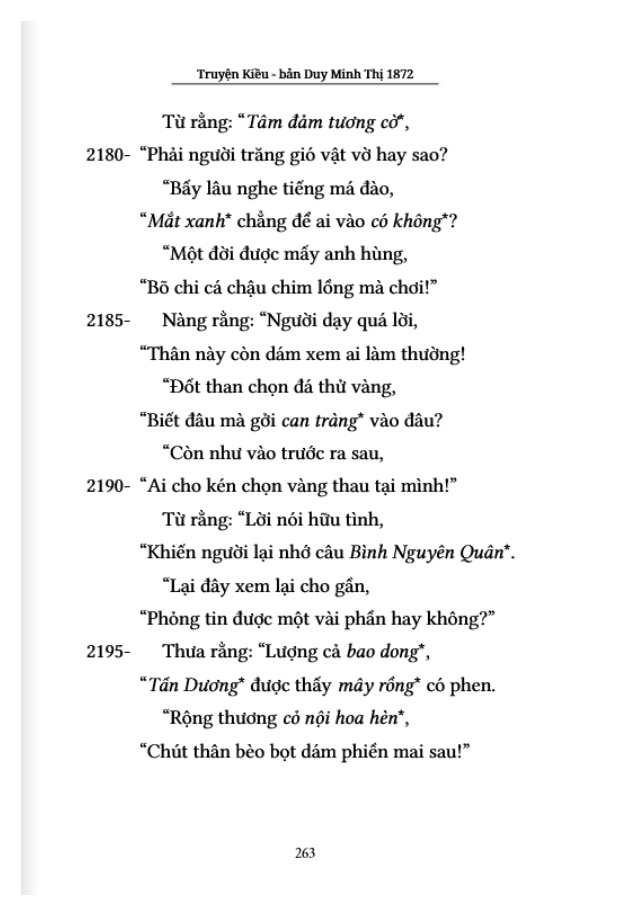 Truyện Kiều - bản Duy Minh Thị 1872
Từ rằng: “Tâm đảm tương cờ*,
2180- “Phải người trăng gió vật vờ hay sao?
“Bấy lâu nghe tiếng má đào,
“Mắt xanh* chẳng để ai vào có không*?
“Một đời được mấy anh hùng,
“Bõ chi cá chậu chim lồng mà chơi!”
2185- Nàng rằng: “Người dạy quá lời,
“Thân này còn dám xem ai làm thường!
“Đốt than chọn đá thử vàng,
“Biết đâu mà gởi can tràng* vào đâu?
“Còn như vào trước ra sau,
2190- “Ai cho kén chọn vàng thau tại mình!”
Từ rằng: “Lời nói hữu tình,
“Khiến người lại nhớ câu Bình Nguyên Quân*.
“Lại đây xem lại cho gần,
“Phỏng tin được một vài phần hay không?”
2195- Thưa rằng: “Lượng cả bao dong*,
“Tấn Dương* được thấy mây rồng* có phen.
“Rộng thương cỏ nội hoa hèn*,
“Chút thân bèo bọt dám phiền mai sau!”
263